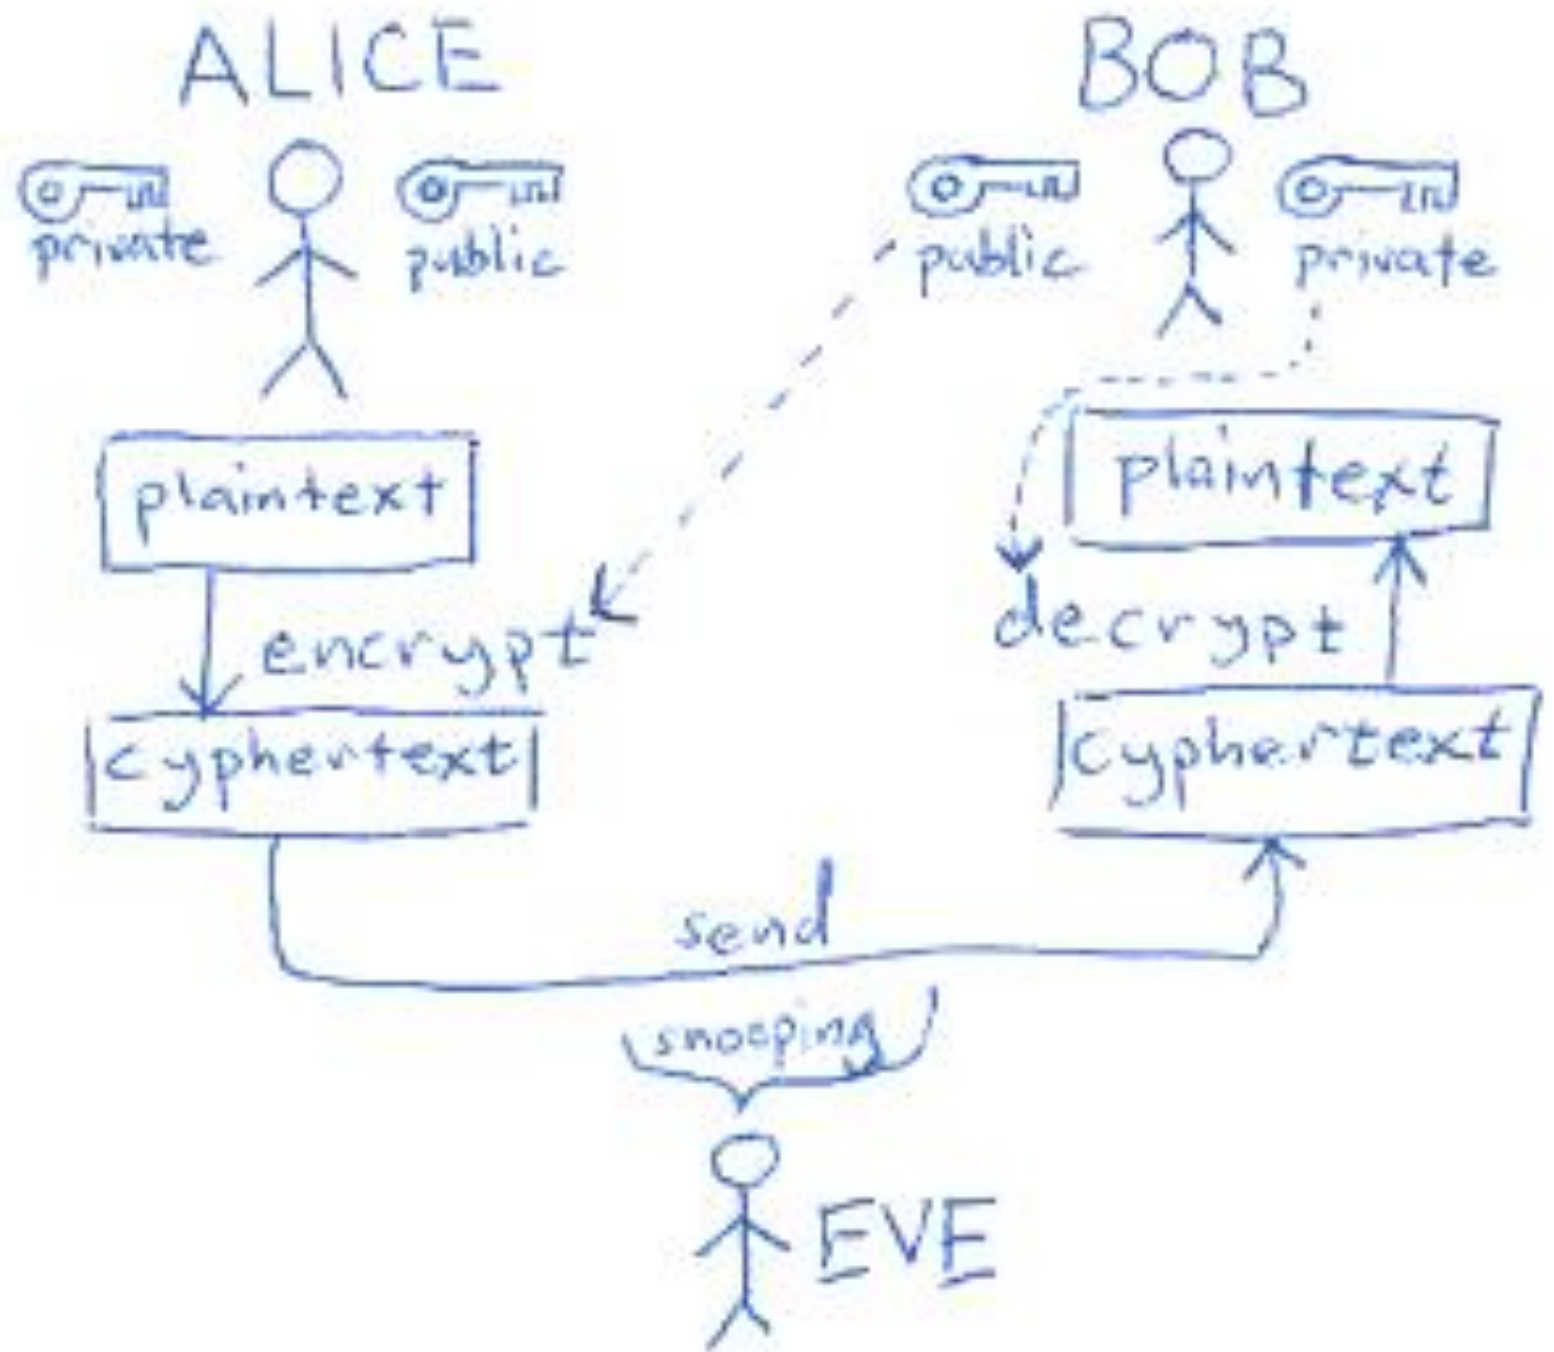 ALICE
BOB
private
public
public
private
plaintext
plaintext
encrypt
decrypt
cyphertext
cyphertext
send
snooping
EVE